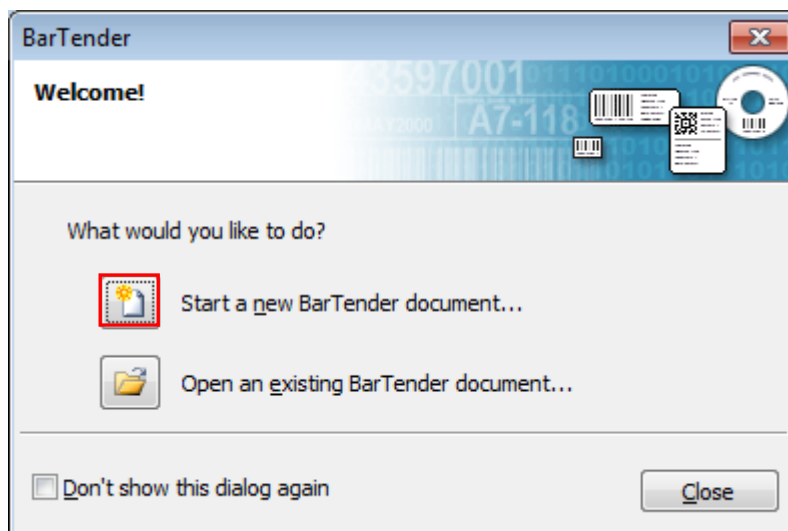 BarTender
Welcome!
43597001
A7-118
What would you like to do?
Start a new BarTender document...
Open an existing BarTender document...
Don't show this dialog again
Close